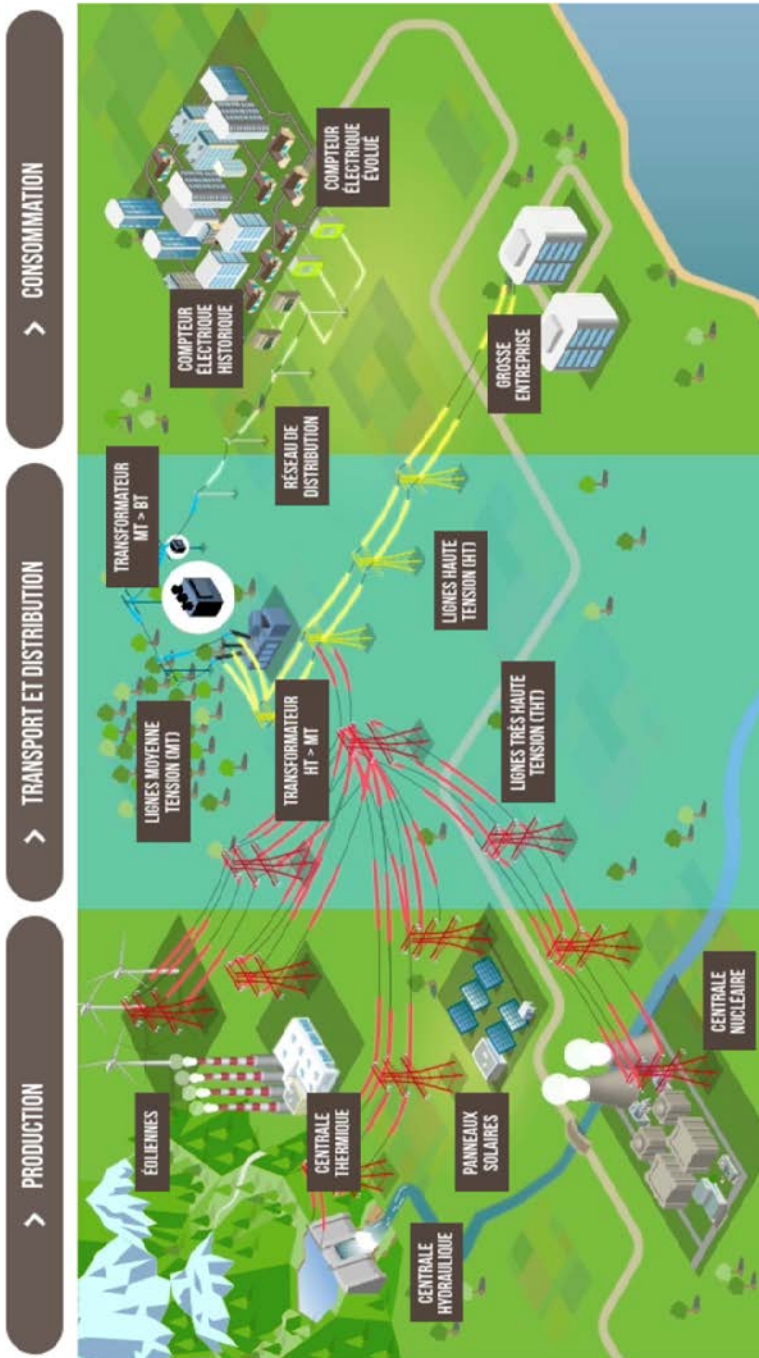 > PRODUCTION
> TRANSPORT ET DISTRIBUTION
> CONSOMMATION
ÉOLIENNES
CENTRALE
THERMIQUE
CENTRALE
HYDRAULIQUE
PANNEAUX
SOLAIRES
CENTRALE
NUCLÉAIRE
LIGNES MOYENNE
TENSION (MT)
TRANSFORMATEUR
MT > BT
TRANSFORMATEUR
HT > MT
RÉSEAU DE
DISTRIBUTION
LIGNES HAUTE
TENSION (HT)
LIGNES TRÈS HAUTE
TENSION (THT)
COMPTEUR
ÉLECTRIQUE
HISTORIQUE
COMPTEUR
ÉLECTRIQUE
ÉVOLUÉ
GROSSE
ENTREPRISE